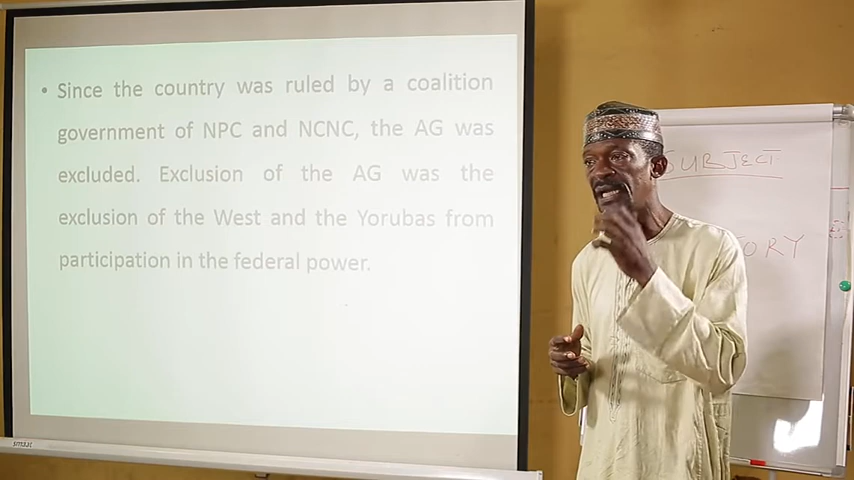 • Since the country was ruled by a coalition
government of NPC and NCNC, the AG was
excluded. Exclusion of the AG was the
exclusion of the West and the Yorubas from
participation in the federal power.
SUBJECT
ORY